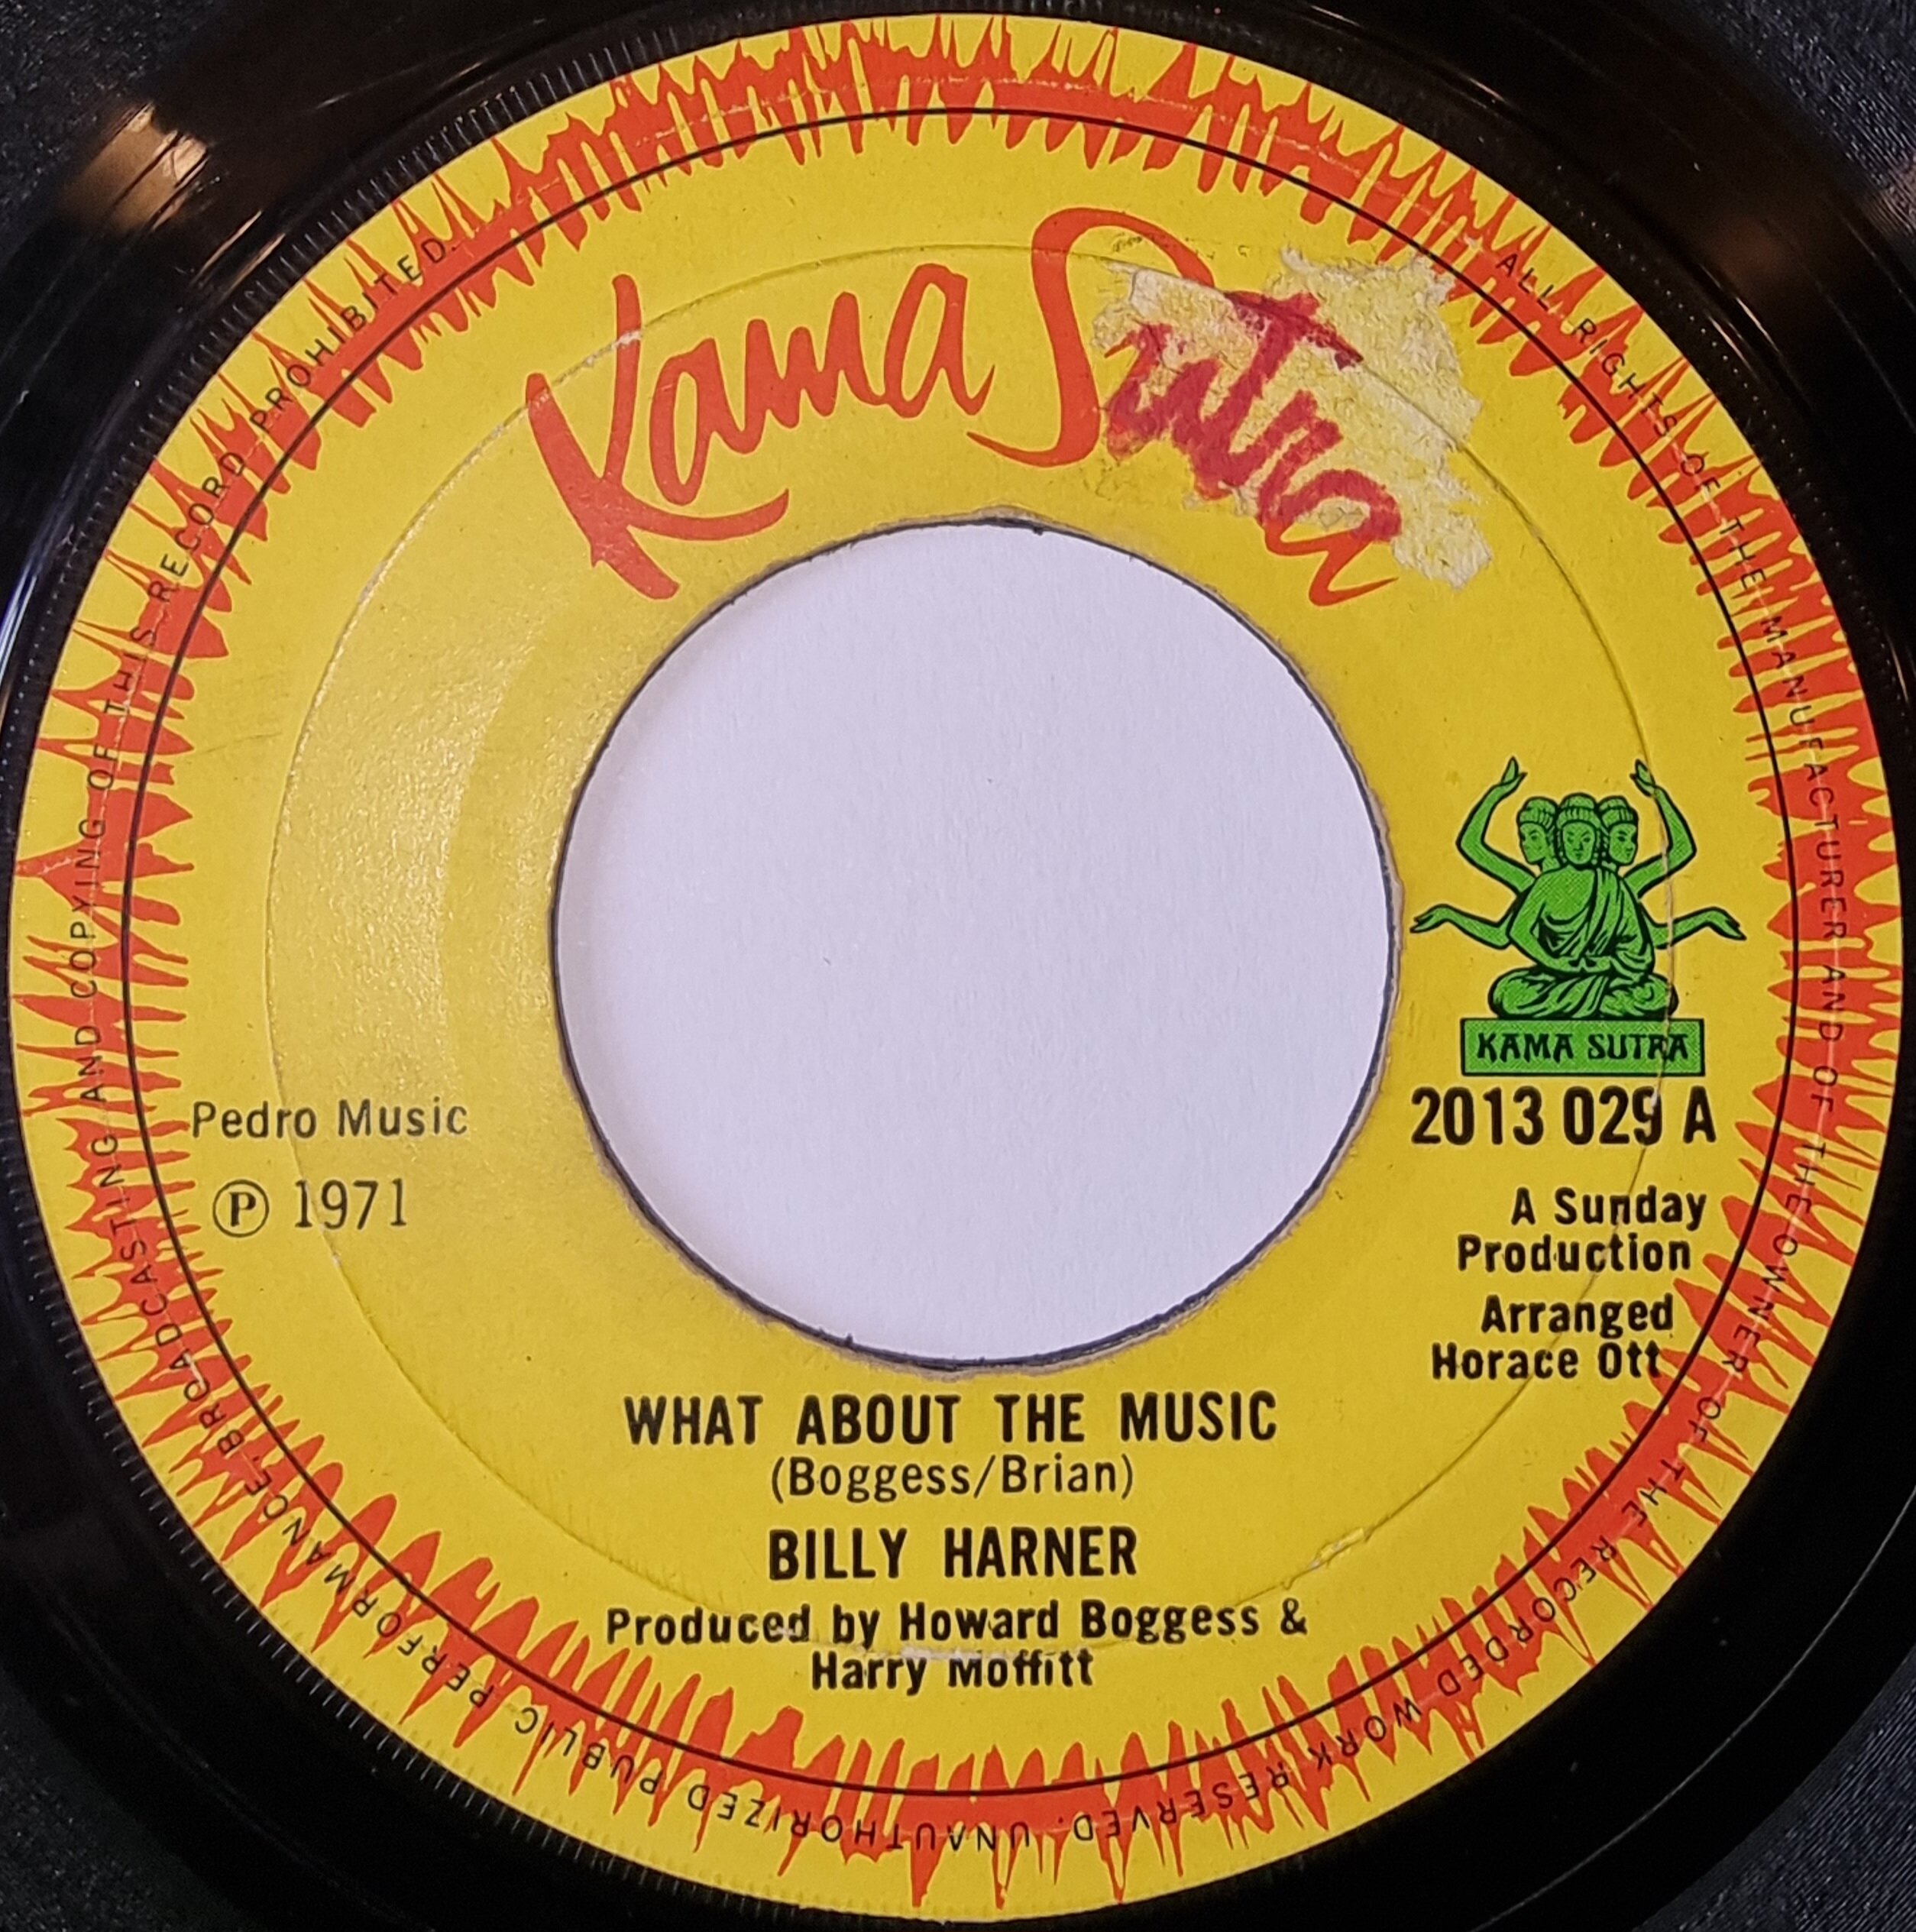 Kama Sutra
KAMA SUTRA
2013 029 A
Pedro Music
℗ 1971
A Sunday
Production
Arranged
Horace Ott
WHAT ABOUT THE MUSIC
(Boggess/Brian)
BILLY HARNER
Produced by Howard Boggess &
Harry Moffitt
ALL RIGHTS OF THE MANUFACTURER AND OF THE OWNER OF THE RECORDED WORK RESERVED. UNAUTHORIZED PUBLIC PERFORMANCE, BROADCASTING AND COPYING OF THIS RECORD PROHIBITED.